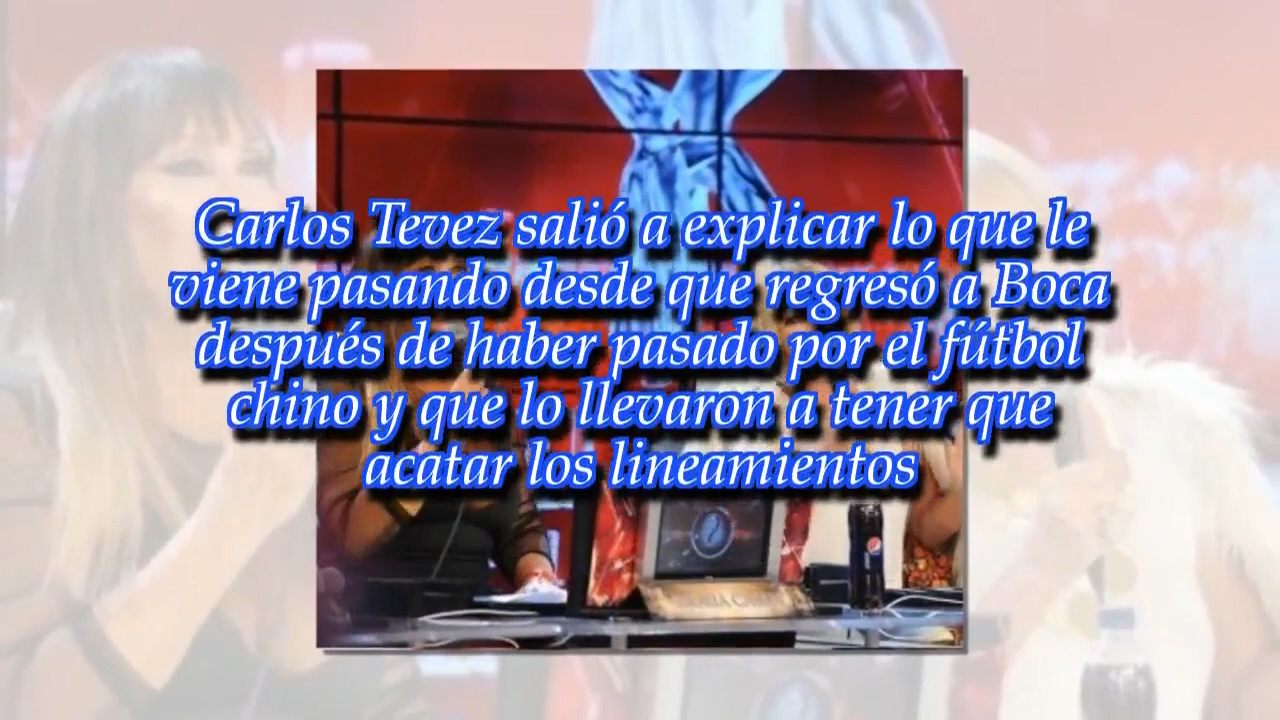 Carlos Tevez salió a explicar lo que le
viene pasando desde que regresó a Boca
después de haber pasado por el fútbol
chino y que lo llevaron a tener que
acatar los lineamientos